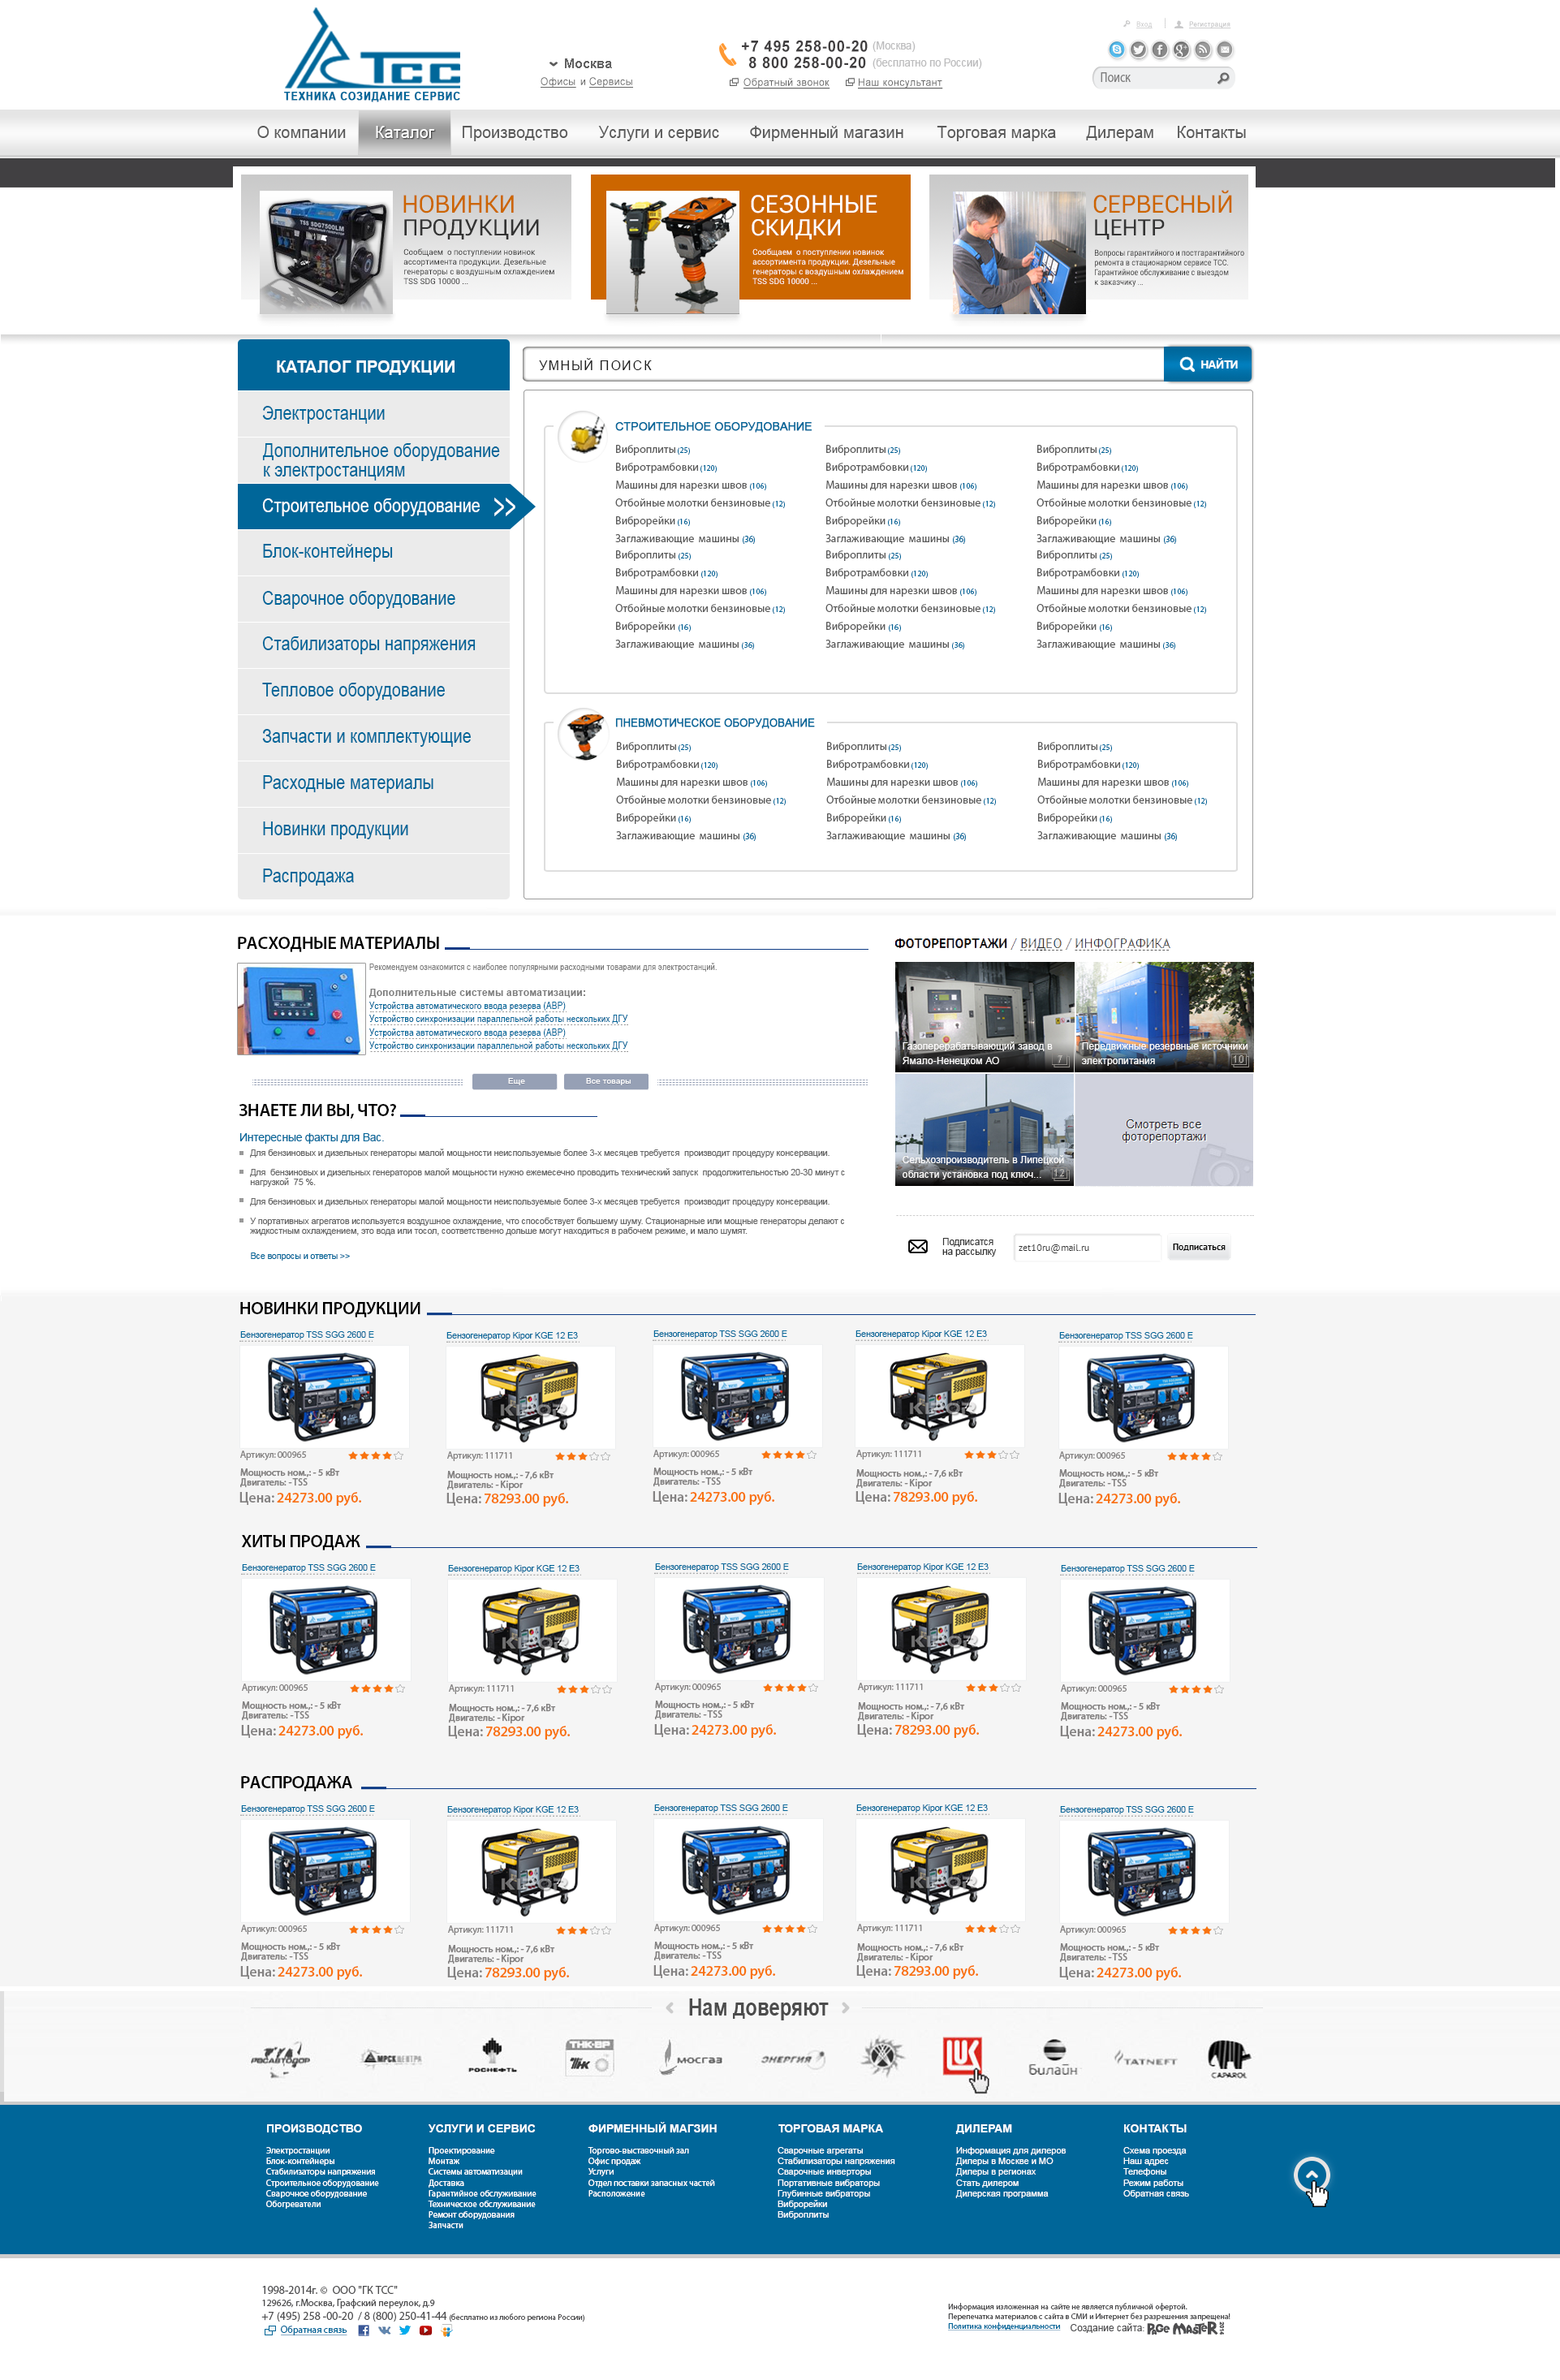 Вход
Регестрация
ТСС
ТЕХНИКА СОЗИДАНИЕ СЕРВИС
Москва
Офисы и Сервисы
+7 495 258-00-20 (Москва)
8 800 258-00-20 (бесплатно по России)
Обратный звонок
Наш консультант
Поиск
О компании
Каталог
Производство
Услуги и сервис
Фирменный магазин
Торговая марка
Дилерам
Контакты
НОВИНКИ
ПРОДУКЦИИ
Сообщаем о поступлении новинок
ассортимента продукции. Дезельные
генераторы с воздушным охлаждением
TSS SDG 10000 ...
СЕЗОННЫЕ
СКИДКИ
Сообщаем о поступлении новинок
ассортимента продукции. Дезельные
генераторы с воздушным охлаждением
TSS SDG 10000 ...
СЕРВЕСНЫЙ
ЦЕНТР
Вопросы гарантийного и постгарантийного
ремонта в стационарном сервисе ТСС.
Гарантийное обслуживание с выездом
к заказчику ...
КАТАЛОГ ПРОДУКЦИИ
Электростанции
Дополнительное оборудование
к электростанциям
Строительное оборудование
Блок-контейнеры
Сварочное оборудование
Стабилизаторы напряжения
Тепловое оборудование
Запчасти и комплектующие
Расходные материалы
Новинки продукции
Распродажа
УМНЫЙ ПОИСК
НАЙТИ
СТРОИТЕЛЬНОЕ ОБОРУДОВАНИЕ
Виброплиты (25) Виброплиты (25) Виброплиты (25)
Вибротрамбовки (120) Вибротрамбовки (120) Вибротрамбовки (120)
Машины для нарезки швов (106) Машины для нарезки швов (106) Машины для нарезки швов (106)
Отбойные молотки бензиновые (12) Отбойные молотки бензиновые (12) Отбойные молотки бензиновые (12)
Виброрейки (16) Виброрейки (16) Виброрейки (16)
Заглаживающие машины (36) Заглаживающие машины (36) Заглаживающие машины (36)
Виброплиты (25) Виброплиты (25) Виброплиты (25)
Вибротрамбовки (120) Вибротрамбовки (120) Вибротрамбовки (120)
Машины для нарезки швов (106) Машины для нарезки швов (106) Машины для нарезки швов (106)
Отбойные молотки бензиновые (12) Отбойные молотки бензиновые (12) Отбойные молотки бензиновые (12)
Виброрейки (16) Виброрейки (16) Виброрейки (16)
Заглаживающие машины (36) Заглаживающие машины (36) Заглаживающие машины (36)
ПНЕВМОТИЧЕСКОЕ ОБОРУДОВАНИЕ
Виброплиты (25) Виброплиты (25) Виброплиты (25)
Вибротрамбовки (120) Вибротрамбовки (120) Вибротрамбовки (120)
Машины для нарезки швов (106) Машины для нарезки швов (106) Машины для нарезки швов (106)
Отбойные молотки бензиновые (12) Отбойные молотки бензиновые (12) Отбойные молотки бензиновые (12)
Виброрейки (16) Виброрейки (16) Виброрейки (16)
Заглаживающие машины (36) Заглаживающие машины (36) Заглаживающие машины (36)
РАСХОДНЫЕ МАТЕРИАЛЫ
Рекомендуем ознакомится с наиболее популярными расходными товарами для электростанций.
Дополнительные системы автоматизации:
Устройства автоматического ввода резерва (АВР)
Устройство синхронизации параллельной работы нескольких ДГУ
Устройства автоматического ввода резерва (АВР)
Устройство синхронизации параллельной работы нескольких ДГУ
Еще
Все товары
ЗНАЕТЕ ЛИ ВЫ, ЧТО?
Интересные факты для Вас.
Для бензиновых и дизельных генераторы малой мощьности неиспользуемые более 3-х месяцев требуется производит процедуру консервации.
Для бензиновых и дизельных генераторов малой мощьности нужно ежемесечно проводить технический запуск продолжительностью 20-30 минут с
нагрузкой 75 %.
Для бензиновых и дизельных генераторы малой мощьности неиспользуемые более 3-х месяцев требуется производит процедуру консервации.
У портативных агрегатов используется воздушное охлаждение, что способствует большему шуму. Стационарные или мощные генераторы делают с
жидкостным охлаждением, это вода или тосол, соответственно дольше могут находиться в рабочем режиме, и мало шумят.
Все вопросы и ответы >>
ФОТОРЕПОРТАЖИ / ВИДЕО / ИНФОГРАФИКА
Газоперерабатывающий завод в
Ямало-Ненецком АО
7
Передвижные резервные источники
электропитания
10
Сельхозпроизводитель в Липецкой
области установка под ключ...
12
Смотреть все
фоторепортажи
Подписатся
на рассылку
zet10ru@mail.ru
Подписаться
НОВИНКИ ПРОДУКЦИИ
Бензогенератор TSS SGG 2600 E Бензогенератор Kipor KGE 12 E3 Бензогенератор TSS SGG 2600 E Бензогенератор Kipor KGE 12 E3 Бензогенератор TSS SGG 2600 E
Артикул: 000965 Артикул: 111711 Артикул: 000965 Артикул: 111711 Артикул: 000965
Мощность ном.,: - 5 кВт Мощность ном.,: - 7,6 кВт Мощность ном.,: - 5 кВт Мощность ном.,: - 7,6 кВт Мощность ном.,: - 5 кВт
Двигатель: - TSS Двигатель: - Kipor Двигатель: - TSS Двигатель: - Kipor Двигатель: - TSS
Цена: 24273.00 руб. Цена: 78293.00 руб. Цена: 24273.00 руб. Цена: 78293.00 руб. Цена: 24273.00 руб.
ХИТЫ ПРОДАЖ
Бензогенератор TSS SGG 2600 E Бензогенератор Kipor KGE 12 E3 Бензогенератор TSS SGG 2600 E Бензогенератор Kipor KGE 12 E3 Бензогенератор TSS SGG 2600 E
Артикул: 000965 Артикул: 111711 Артикул: 000965 Артикул: 111711 Артикул: 000965
Мощность ном.,: - 5 кВт Мощность ном.,: - 7,6 кВт Мощность ном.,: - 5 кВт Мощность ном.,: - 7,6 кВт Мощность ном.,: - 5 кВт
Двигатель: - TSS Двигатель: - Kipor Двигатель: - TSS Двигатель: - Kipor Двигатель: - TSS
Цена: 24273.00 руб. Цена: 78293.00 руб. Цена: 24273.00 руб. Цена: 78293.00 руб. Цена: 24273.00 руб.
РАСПРОДАЖА
Бензогенератор TSS SGG 2600 E Бензогенератор Kipor KGE 12 E3 Бензогенератор TSS SGG 2600 E Бензогенератор Kipor KGE 12 E3 Бензогенератор TSS SGG 2600 E
Артикул: 000965 Артикул: 111711 Артикул: 000965 Артикул: 111711 Артикул: 000965
Мощность ном.,: - 5 кВт Мощность ном.,: - 7,6 кВт Мощность ном.,: - 5 кВт Мощность ном.,: - 7,6 кВт Мощность ном.,: - 5 кВт
Двигатель: - TSS Двигатель: - Kipor Двигатель: - TSS Двигатель: - Kipor Двигатель: - TSS
Цена: 24273.00 руб. Цена: 78293.00 руб. Цена: 24273.00 руб. Цена: 78293.00 руб. Цена: 24273.00 руб.
Нам доверяют
РОСАВТОДОР
МРСК ЦЕНТРА
РОСНЕФТЬ
ТНК-BP
ТНК
МОСГАЗ
ЭНЕРГИЯ
LUK
Билайн
TATNEFT
CAPAROL
ПРОИЗВОДСТВО
Электростанции
Блок-контейнеры
Стабилизаторы напряжения
Строительное оборудование
Сварочное оборудование
Обогреватели
УСЛУГИ И СЕРВИС
Проектирование
Монтаж
Системы автоматизации
Доставка
Гарантийное обслуживание
Техническое обслуживание
Ремонт оборудования
Запчасти
ФИРМЕННЫЙ МАГЗИН
Торгово-выставочный зал
Офис продаж
Услуги
Отдел поставки запасных частей
Расположение
ТОРГОВАЯ МАРКА
Сварочные агрегаты
Стабилизаторы напряжения
Сварочные инверторы
Портативные вибраторы
Глубинные вибраторы
Виброрейки
Виброплиты
ДИЛЕРАМ
Информация для дилеров
Дилеры в Москве и МО
Дилеры в регионах
Стать дилером
Дилерская программа
КОНТАКТЫ
Схема проезда
Наш адрес
Телефоны
Режим работы
Обратная связь
1998-2014г. © ООО "ГК ТСС"
129626, г.Москва, Графский переулок, д.9
+7 (495) 258 -00-20 / 8 (800) 250-41-44 (бесплатно из любого региона России)
Обратная связь
Информация изложенная на сайте не является публичной офертой.
Перепечатка материалов с сайта в СМИ и Интернет без разрешения запрещена!
Политика конфиденциальности
Создание сайта: PAGE MASTER 2014